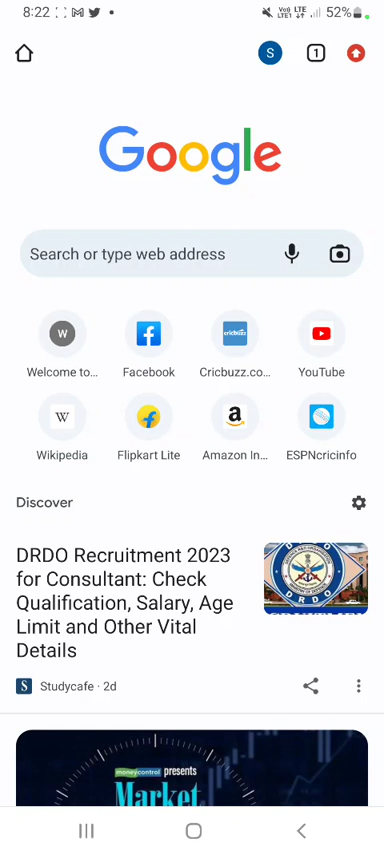 8:22 52%
S 1
Google
Search or type web address
W
Welcome to... Facebook Cricbuzz.co... YouTube
cricbuzz
W a
Wikipedia Flipkart Lite Amazon In... ESPNcricinfo
Discover
DRDO Recruitment 2023
for Consultant: Check
Qualification, Salary, Age
Limit and Other Vital
Details
DRDO
S Studycafe · 2d
moneycontrol presents
Market